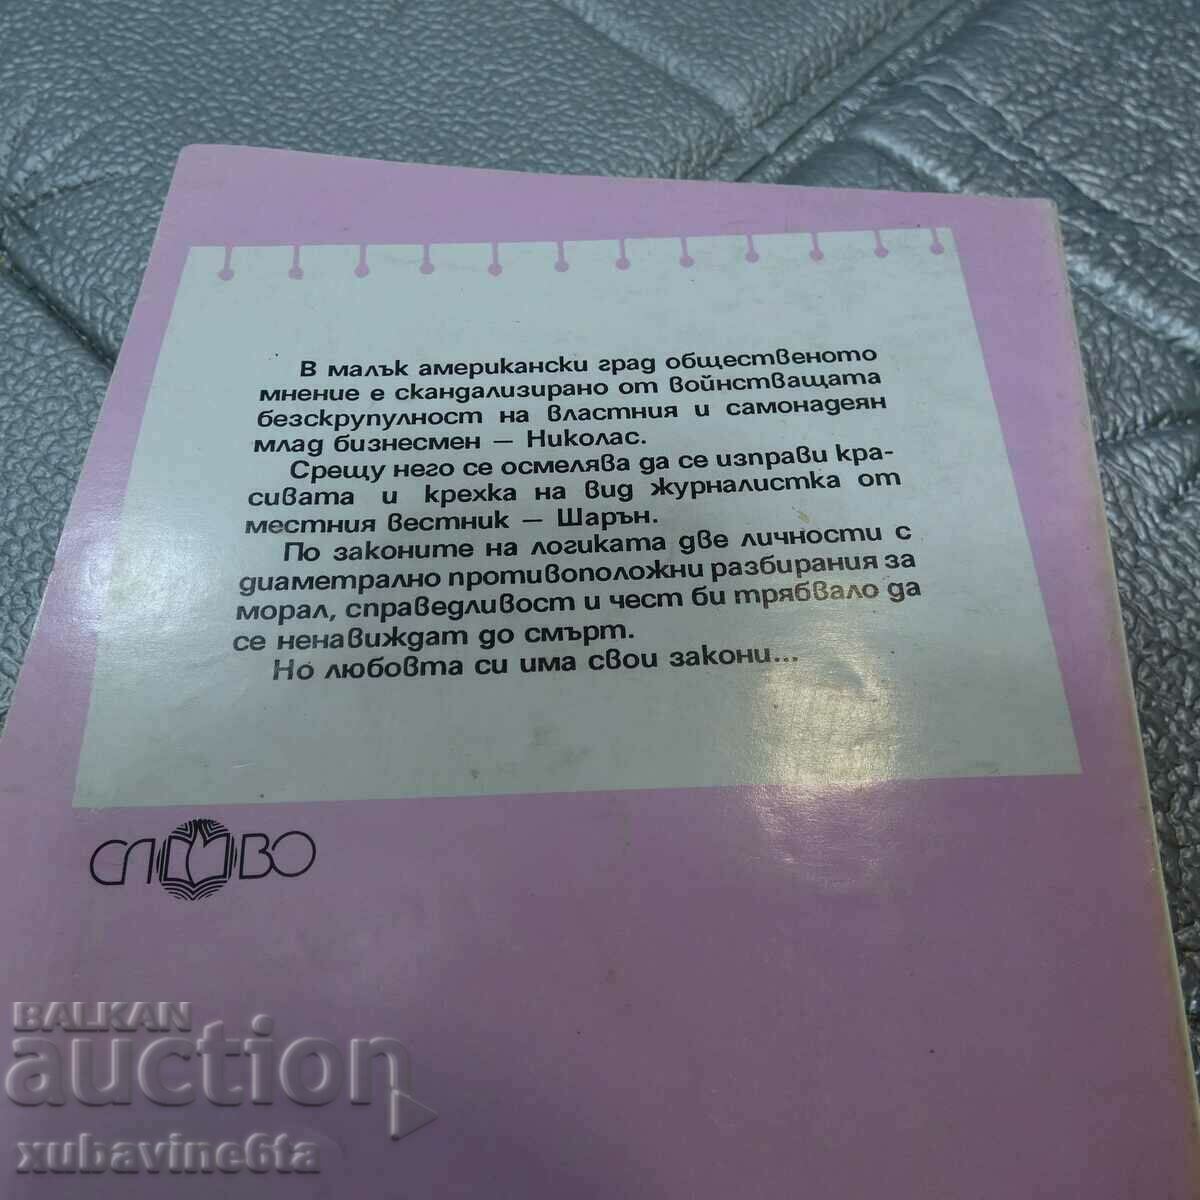 В малък американски град общественото
мнение е скандализирано от войнстващата
безскрупулност на властния и самонадеян
млад бизнесмен – Николас.
Срещу него се осмелява да се изправи кра-
сивата и крехка на вид журналистка от
местния вестник – Шарън.
По законите на логиката две личности с
диаметрално противоположни разбирания за
морал, справедливост и чест би трябвало да
се ненавиждат до смърт.
Но любовта си има свои закони...
СЛОВО
BALKAN
auction
xubavine6ta